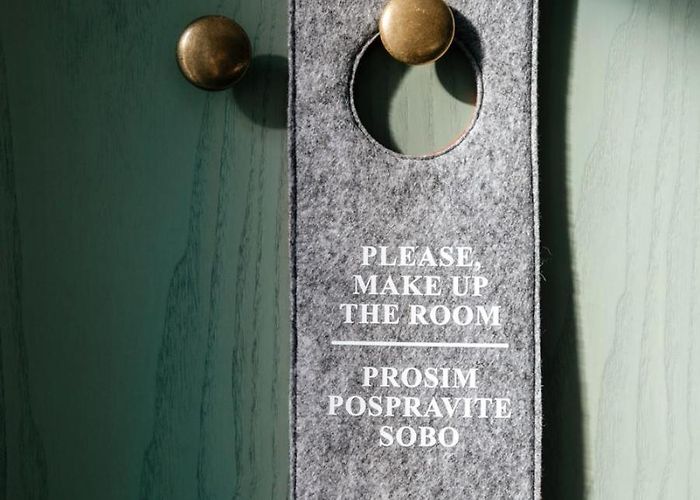 PLEASE,
MAKE UP
THE ROOM
PROSIM
POSPRAVITE
SOBO